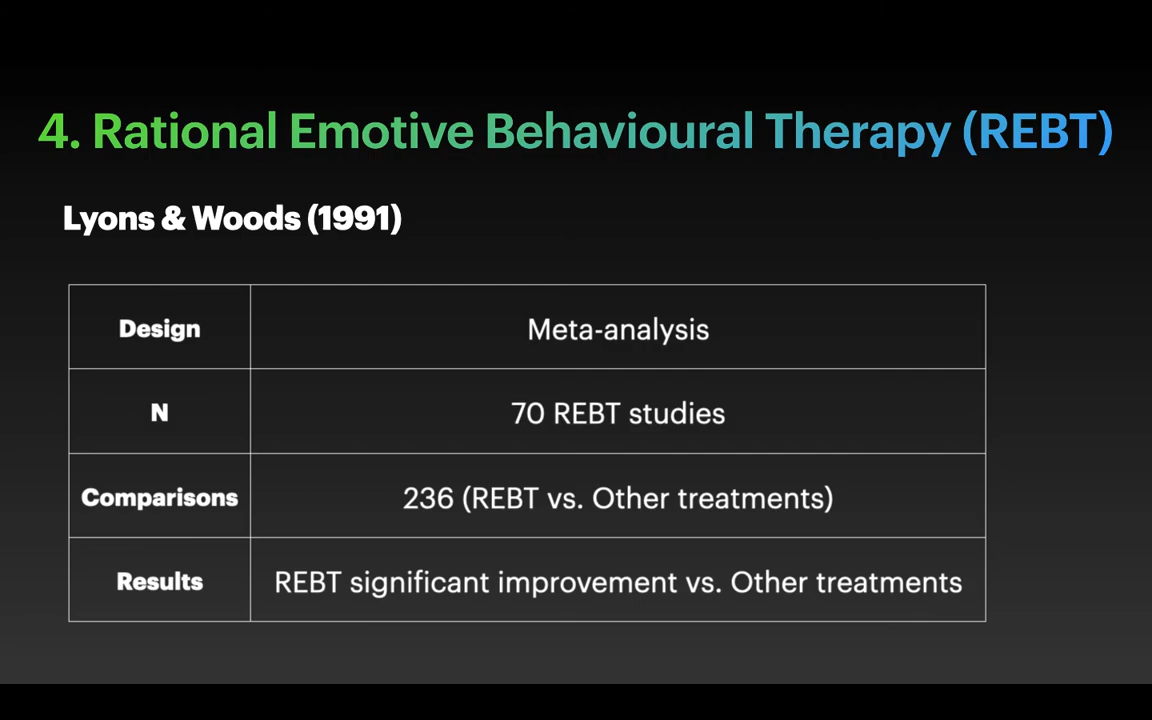 4. Rational Emotive Behavioural Therapy (REBT)
Lyons & Woods (1991)
Design Meta-analysis
N 70 REBT studies
Comparisons 236 (REBT vs. Other treatments)
Results REBT significant improvement vs. Other treatments